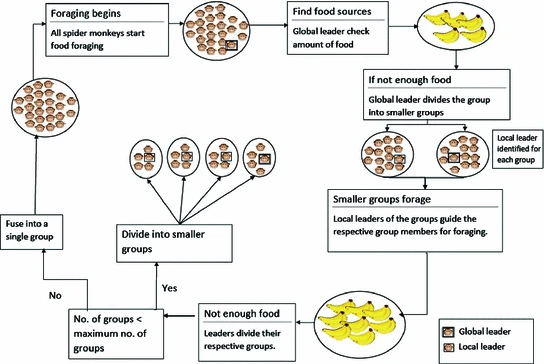 Foraging begins
All spider monkeys start
food foraging
Find food sources
Global leader check
amount of food
If not enough food
Global leader divides the group
into smaller groups
Local leader
identified for
each group
Smaller groups forage
Local leaders of the groups guide the
respective group members for foraging.
Not enough food
Leaders divide their
respective groups.
No. of groups <
maximum no. of
groups
Yes
Divide into smaller
groups
No
Fuse into a
single group
Global leader
Local leader